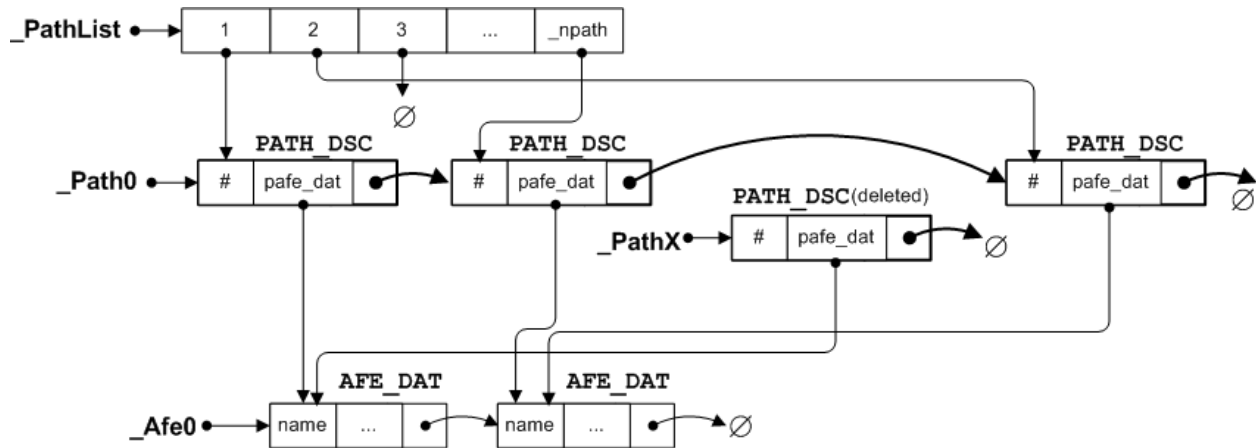 _PathList 1 2 3 ... _npath
∅
PATH_DSC PATH_DSC PATH_DSC
_Path0 # pafe_dat # pafe_dat # pafe_dat ∅
PATH_DSC(deleted)
_PathX # pafe_dat ∅
AFE_DAT AFE_DAT
_Afe0 name ... name ... ∅